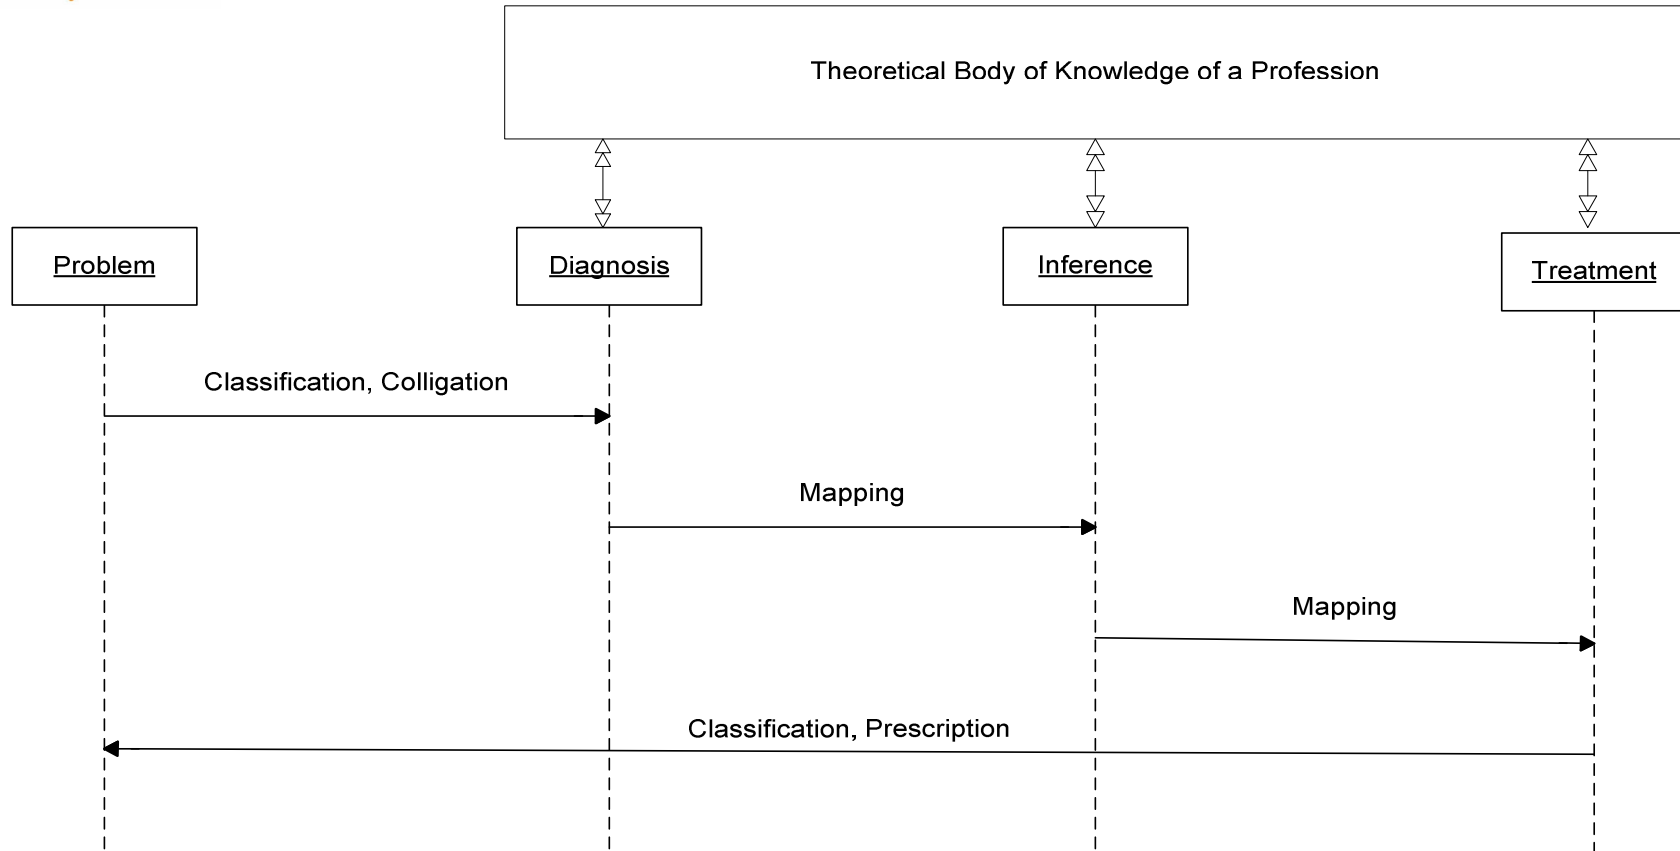 Theoretical Body of Knowledge of a Profession
Problem
Diagnosis
Inference
Treatment
Classification, Colligation
Mapping
Mapping
Classification, Prescription